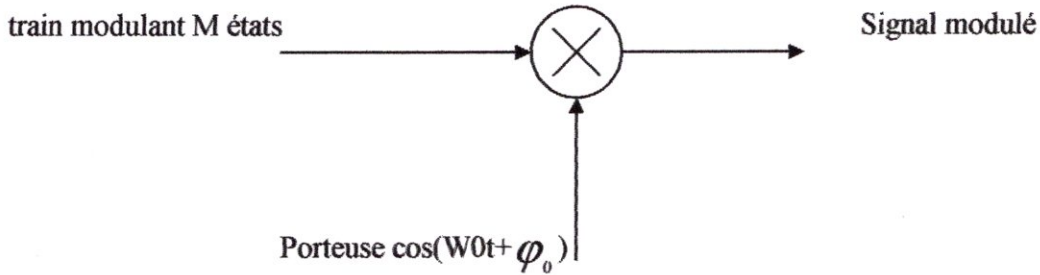 train modulant M états
Signal modulé
Porteuse cos(W0t+φ₀)